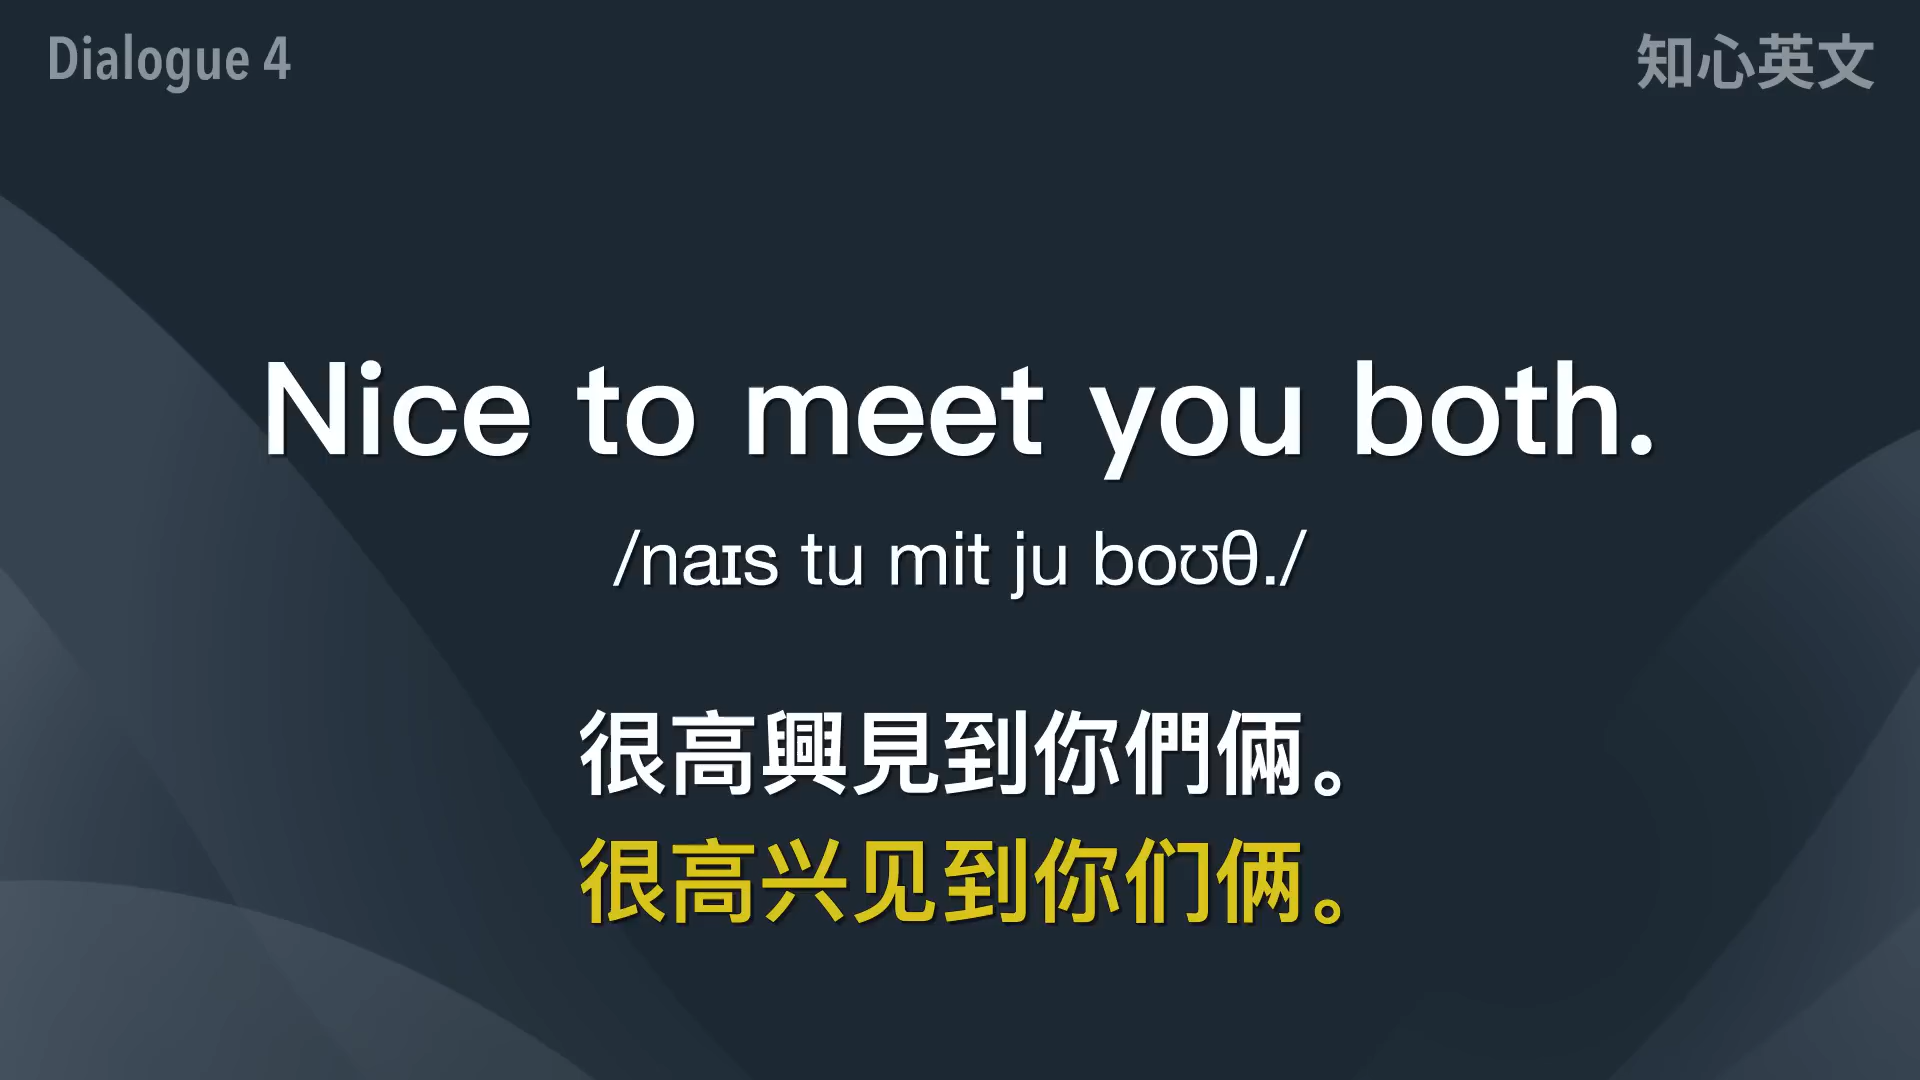 Dialogue 4
知心英文
Nice to meet you both.
/naɪs tu mit ju boʊθ./
很高興見到你們倆。
很高兴见到你们俩。